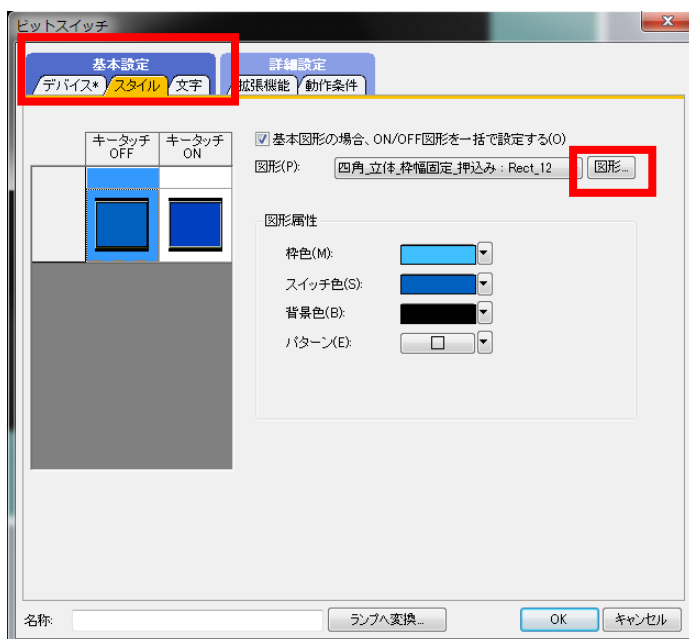 ビットスイッチ
基本設定 詳細設定
デバイス* スタイル 文字 拡張機能 動作条件
キータッチ OFF キータッチ ON
基本図形の場合、ON/OFF図形を一括で設定する(O)
図形(P): 四角_立体_枠幅固定_押込み : Rect_12 図形...
図形属性
枠色(M):
スイッチ色(S):
背景色(B):
パターン(E):
名称: ランプへ変換... OK キャンセル